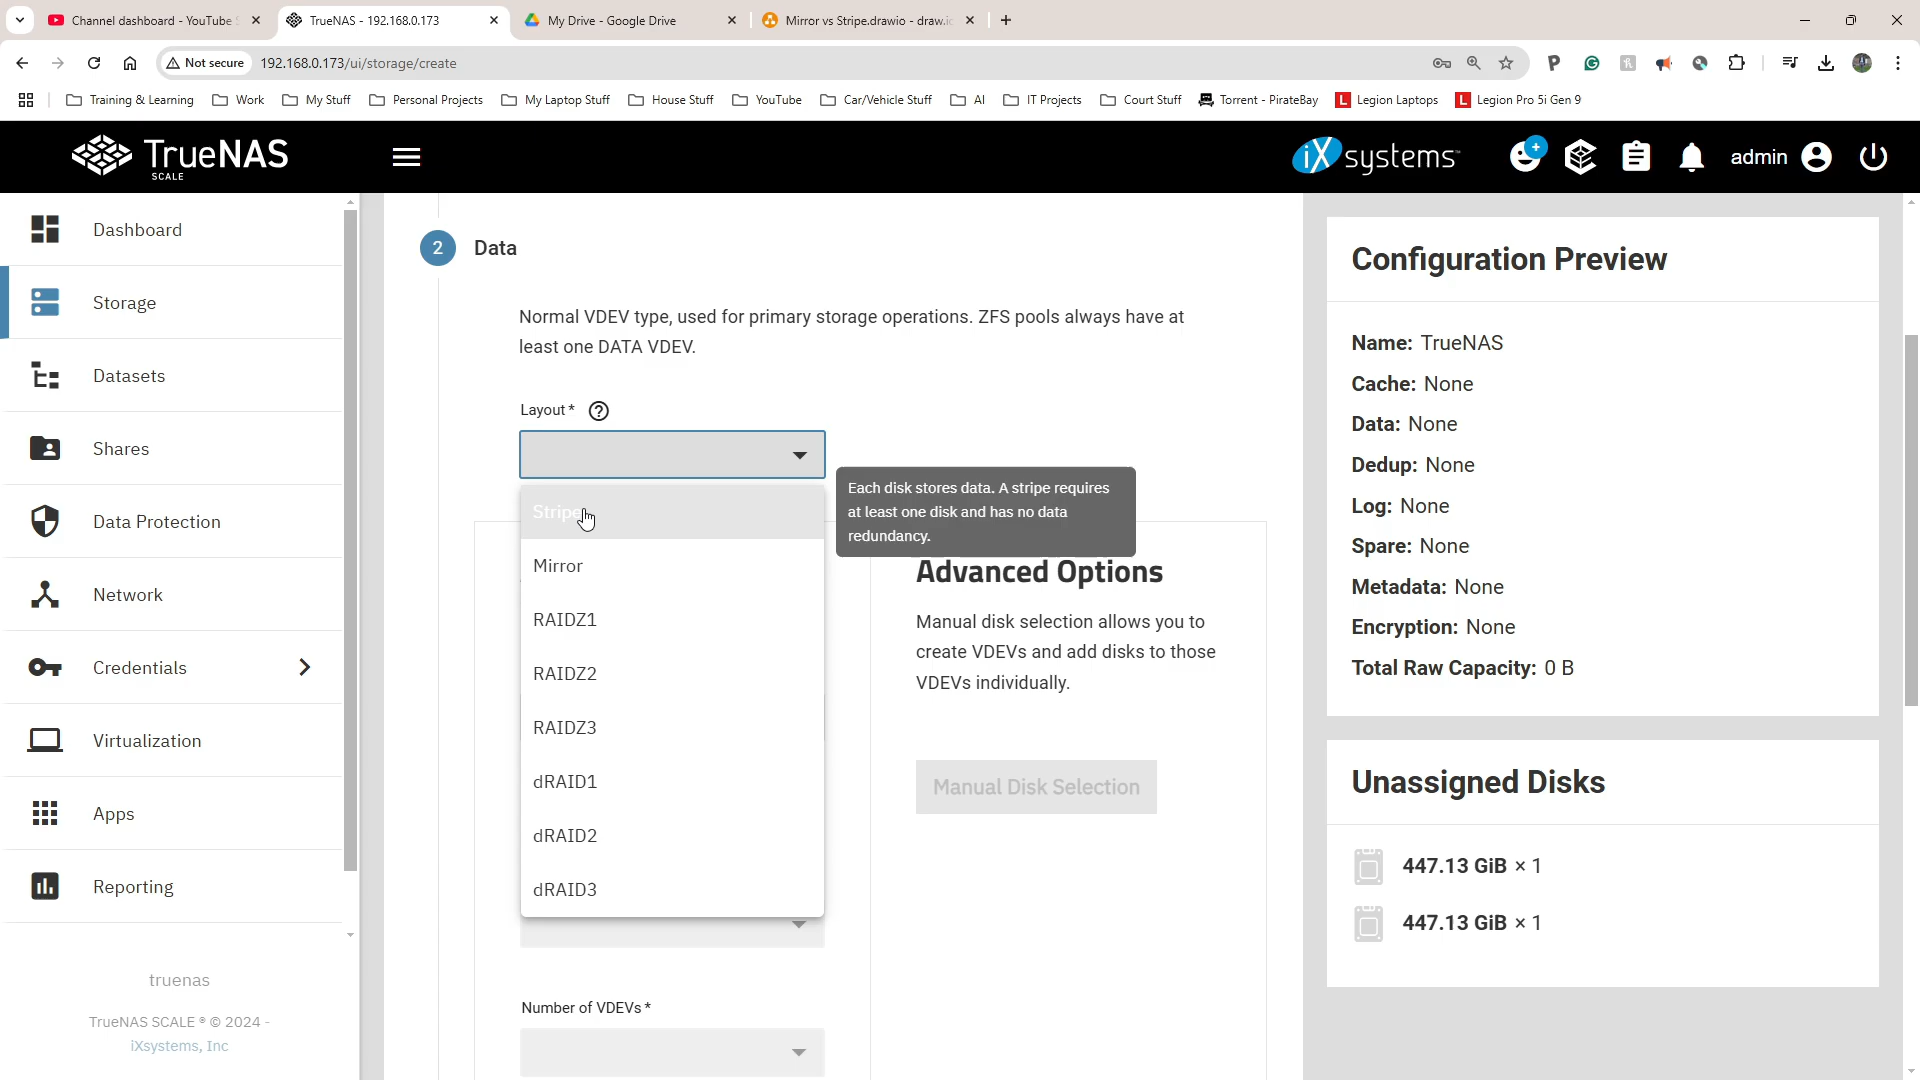 Channel dashboard - YouTube S
TrueNAS - 192.168.0.173
My Drive - Google Drive
Mirror vs Stripe.drawio - draw.io
Not secure
192.168.0.173/ui/storage/create
Training & Learning
Work
My Stuff
Personal Projects
My Laptop Stuff
House Stuff
YouTube
Car/Vehicle Stuff
AI
IT Projects
Court Stuff
Torrent - PirateBay
L
Legion Laptops
L
Legion Pro 5i Gen 9
TrueNAS
SCALE
iXsystems™
admin
Dashboard
Storage
Datasets
Shares
Data Protection
Network
Credentials
Virtualization
Apps
Reporting
truenas
TrueNAS SCALE ® © 2024 -
iXsystems, Inc
2
Data
Normal VDEV type, used for primary storage operations. ZFS pools always have at
least one DATA VDEV.
Layout *
Stripe
Mirror
RAIDZ1
RAIDZ2
RAIDZ3
dRAID1
dRAID2
dRAID3
Each disk stores data. A stripe requires
at least one disk and has no data
redundancy.
Advanced Options
Manual disk selection allows you to
create VDEVs and add disks to those
VDEVs individually.
Manual Disk Selection
Number of VDEVs *
Configuration Preview
Name: TrueNAS
Cache: None
Data: None
Dedup: None
Log: None
Spare: None
Metadata: None
Encryption: None
Total Raw Capacity: 0 B
Unassigned Disks
447.13 GiB × 1
447.13 GiB × 1